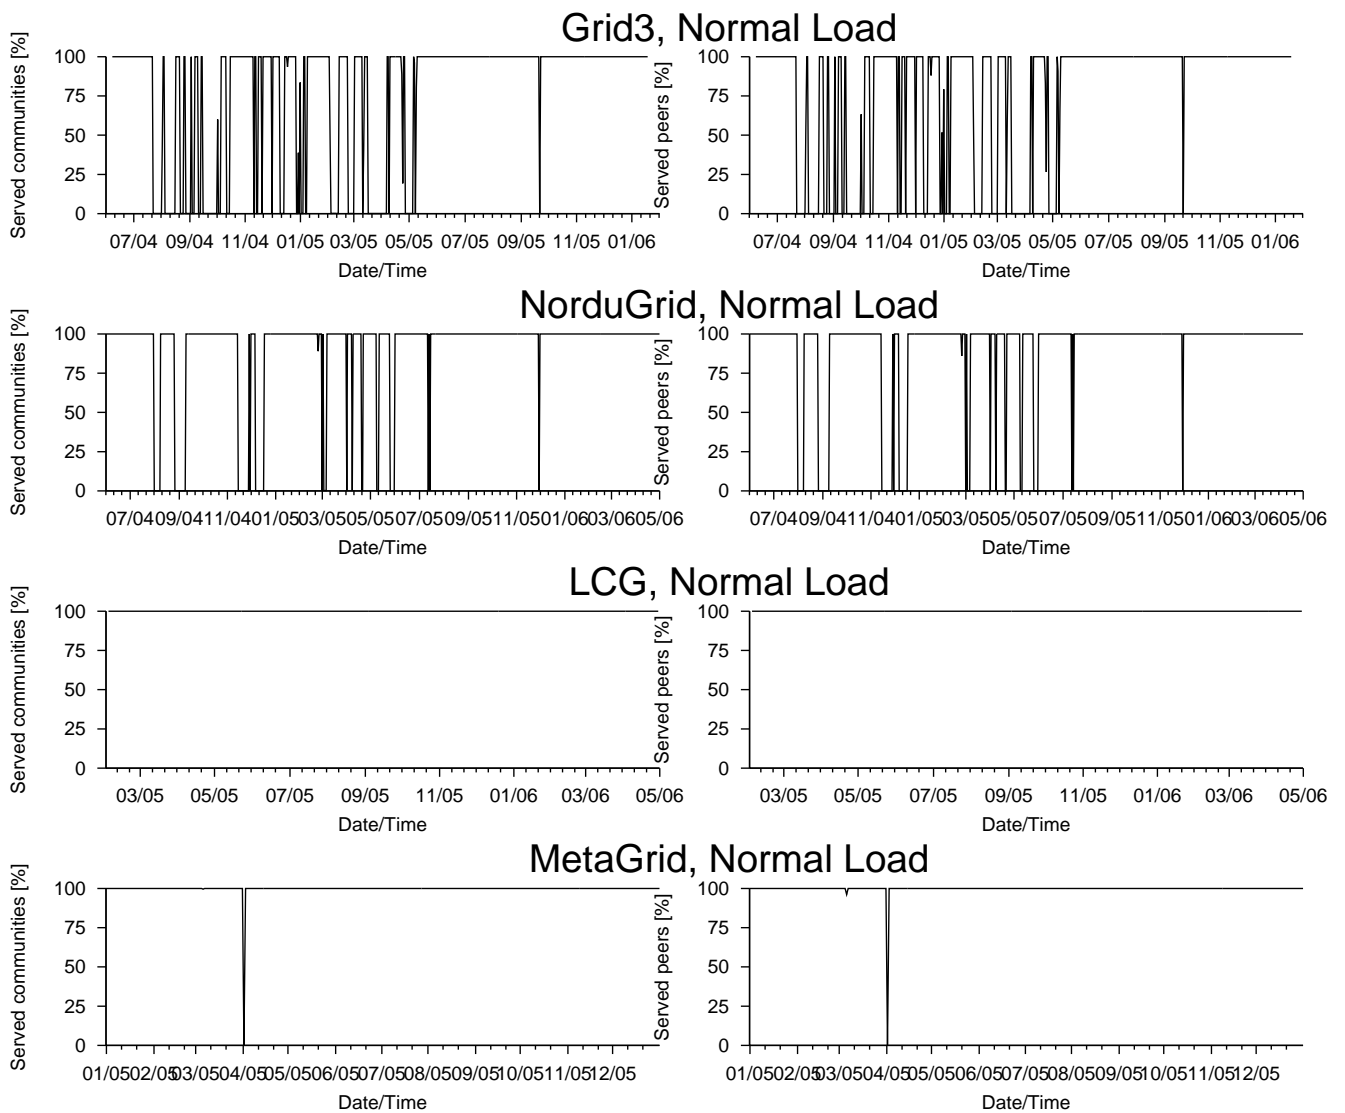 Grid3, Normal Load
Served communities [%]
100
75
50
25
0
07/04 09/04 11/04 01/05 03/05 05/05 07/05 09/05 11/05 01/06
Date/Time
Served peers [%]
100
75
50
25
0
07/04 09/04 11/04 01/05 03/05 05/05 07/05 09/05 11/05 01/06
Date/Time
NorduGrid, Normal Load
Served communities [%]
100
75
50
25
0
07/04 09/04 11/04 01/05 03/05 05/05 07/05 09/05 11/05 01/06 03/06 05/06
Date/Time
Served peers [%]
100
75
50
25
0
07/04 09/04 11/04 01/05 03/05 05/05 07/05 09/05 11/05 01/06 03/06 05/06
Date/Time
LCG, Normal Load
Served communities [%]
100
75
50
25
0
03/05 05/05 07/05 09/05 11/05 01/06 03/06 05/06
Date/Time
Served peers [%]
100
75
50
25
0
03/05 05/05 07/05 09/05 11/05 01/06 03/06 05/06
Date/Time
MetaGrid, Normal Load
Served communities [%]
100
75
50
25
0
01/05 02/05 03/05 04/05 05/05 06/05 07/05 08/05 09/05 10/05 11/05 12/05
Date/Time
Served peers [%]
100
75
50
25
0
01/05 02/05 03/05 04/05 05/05 06/05 07/05 08/05 09/05 10/05 11/05 12/05
Date/Time